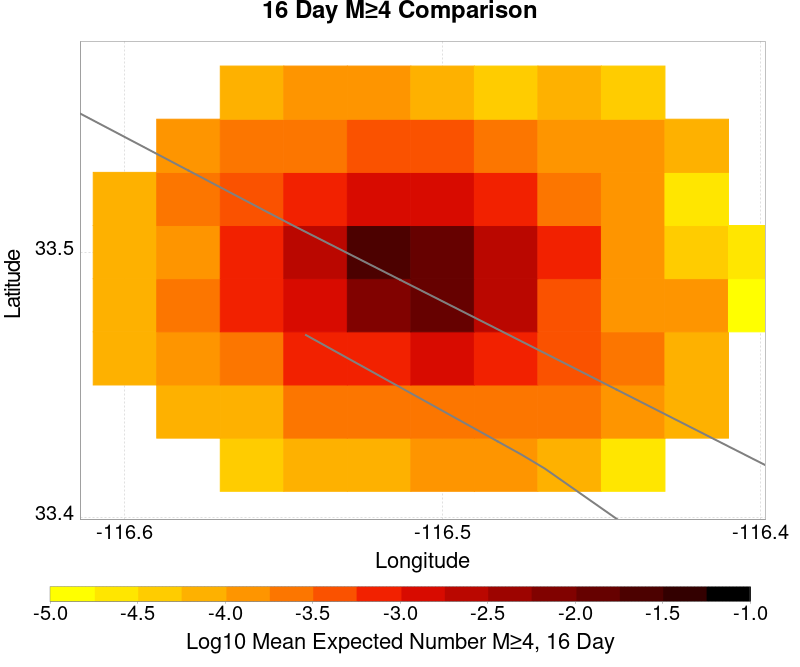 16 Day M≥4 Comparison
Latitude
33.5
33.4
-116.6 -116.5 -116.4
Longitude
-5.0 -4.5 -4.0 -3.5 -3.0 -2.5 -2.0 -1.5 -1.0
Log10 Mean Expected Number M≥4, 16 Day